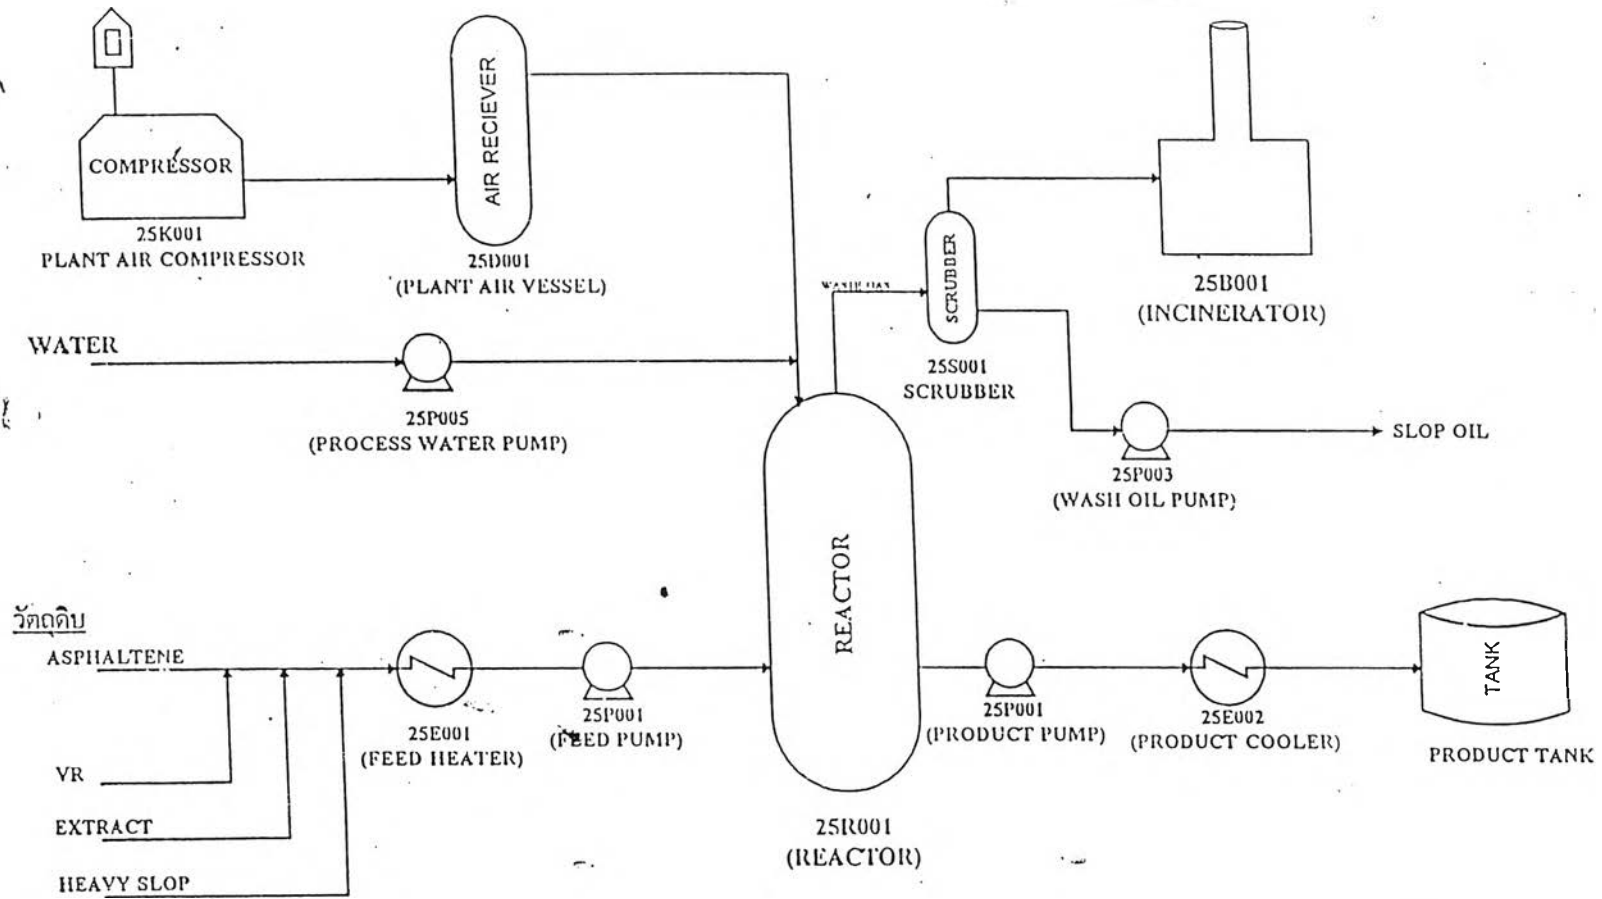 COMPRESSOR
25K001
PLANT AIR COMPRESSOR
AIR RECIEVER
25D001
(PLANT AIR VESSEL)
WATER
25P005
(PROCESS WATER PUMP)
SCRUBBER
25S001
SCRUBBER
25B001
(INCINERATOR)
25P003
(WASH OIL PUMP)
SLOP OIL
REACTOR
25R001
(REACTOR)
วัตถุดิบ
ASPHALTENE
VR
EXTRACT
HEAVY SLOP
25E001
(FEED HEATER)
25P001
(FEED PUMP)
25P001
(PRODUCT PUMP)
25E002
(PRODUCT COOLER)
TANK
PRODUCT TANK